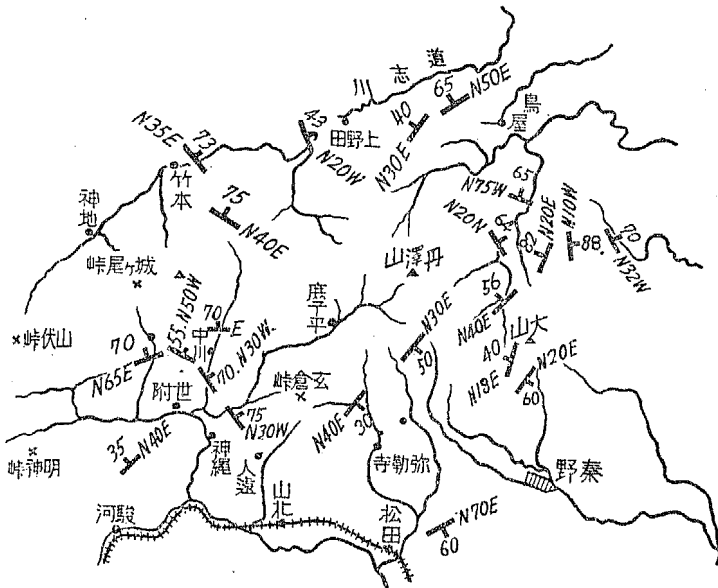 道志川
65 N50E
鳥屋
40 N30E
上野田
43 N20W
N35E 73
竹本
神地
75 N40E
城ヶ尾峠
山伏峠
丹澤山
N75W 65
N20N 64
82 N20E
N10W 88.
70 N32W
56 N40E
大山
40 N18E
N20E 60
N30E 50
70 E
中川
55. N50W
70. N30W.
70 N65E
世附
玄倉峠
75 N30W
N40E 30
弥勒寺
神繩
人遠
35 N40E
明神峠
山北
駿河
松田
N70E 60
秦野